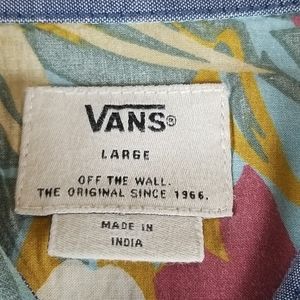 VANS®
LARGE
OFF THE WALL.
THE ORIGINAL SINCE 1966.
MADE IN
INDIA